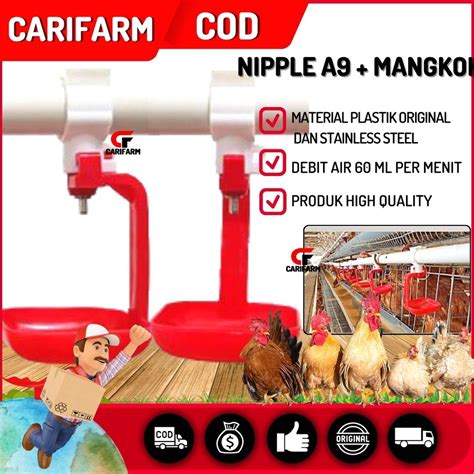 CARIFARM
COD
NIPPLE A9 + MANGKOK
MATERIAL PLASTIK ORIGINAL
DAN STAINLESS STEEL
DEBIT AIR 60 ML PER MENIT
PRODUK HIGH QUALITY
CARIFARM
CARIFARM
CARIFARM
COD
$
ORIGINAL